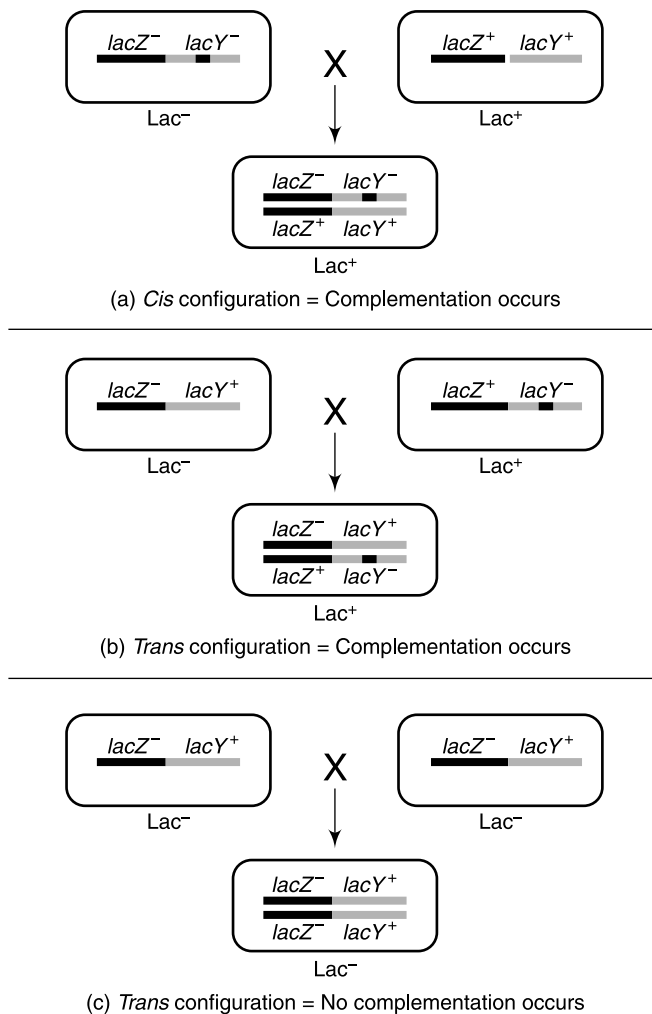 lacZ⁻ lacY⁻
X
lacZ⁺ lacY⁺
Lac⁻
Lac⁺
lacZ⁻ lacY⁻
lacZ⁺ lacY⁺
Lac⁺
(a) Cis configuration = Complementation occurs
lacZ⁻ lacY⁺
X
lacZ⁺ lacY⁻
Lac⁻
Lac⁺
lacZ⁻ lacY⁺
lacZ⁺ lacY⁻
Lac⁺
(b) Trans configuration = Complementation occurs
lacZ⁻ lacY⁺
X
lacZ⁻ lacY⁺
Lac⁻
Lac⁻
lacZ⁻ lacY⁺
lacZ⁻ lacY⁺
Lac⁻
(c) Trans configuration = No complementation occurs